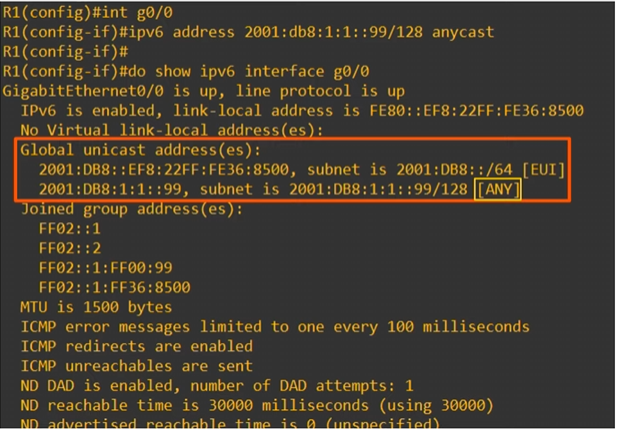 R1(config)#int g0/0
R1(config-if)#ipv6 address 2001:db8:1:1::99/128 anycast
R1(config-if)#
R1(config-if)#do show ipv6 interface g0/0
GigabitEthernet0/0 is up, line protocol is up
IPv6 is enabled, link-local address is FE80::EF8:22FF:FE36:8500
No Virtual link-local address(es):
Global unicast address(es):
2001:DB8::EF8:22FF:FE36:8500, subnet is 2001:DB8::/64 [EUI]
2001:DB8:1:1::99, subnet is 2001:DB8:1:1::99/128 [ANY]
Joined group address(es):
FF02::1
FF02::2
FF02::1:FF00:99
FF02::1:FF36:8500
MTU is 1500 bytes
ICMP error messages limited to one every 100 milliseconds
ICMP redirects are enabled
ICMP unreachables are sent
ND DAD is enabled, number of DAD attempts: 1
ND reachable time is 30000 milliseconds (using 30000)
ND advertised reachable time is 0 (unspecified)